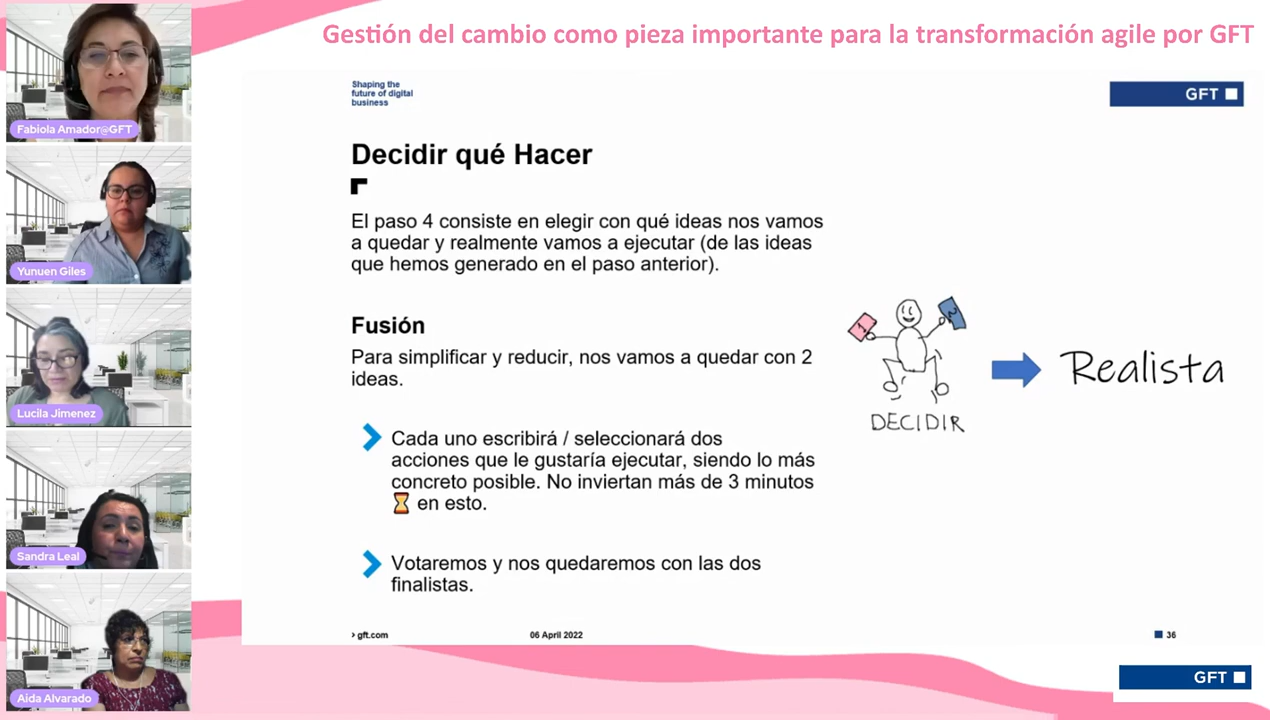 Gestión del cambio como pieza importante para la transformación agile por GFT
Shaping the
future of digital
business
GFT
Decidir qué Hacer
El paso 4 consiste en elegir con qué ideas nos vamos
a quedar y realmente vamos a ejecutar (de las ideas
que hemos generado en el paso anterior).
Fusión
Para simplificar y reducir, nos vamos a quedar con 2
ideas.
Cada uno escribirá / seleccionará dos
acciones que le gustaría ejecutar, siendo lo más
concreto posible. No inviertan más de 3 minutos
⏳ en esto.
Votaremos y nos quedaremos con las dos
finalistas.
1
2
DECIDIR
Realista
› gft.com
06 April 2022
36
GFT
Fabiola Amador@GFT
Yunuen Giles
Lucila Jimenez
Sandra Leal
Aida Alvarado